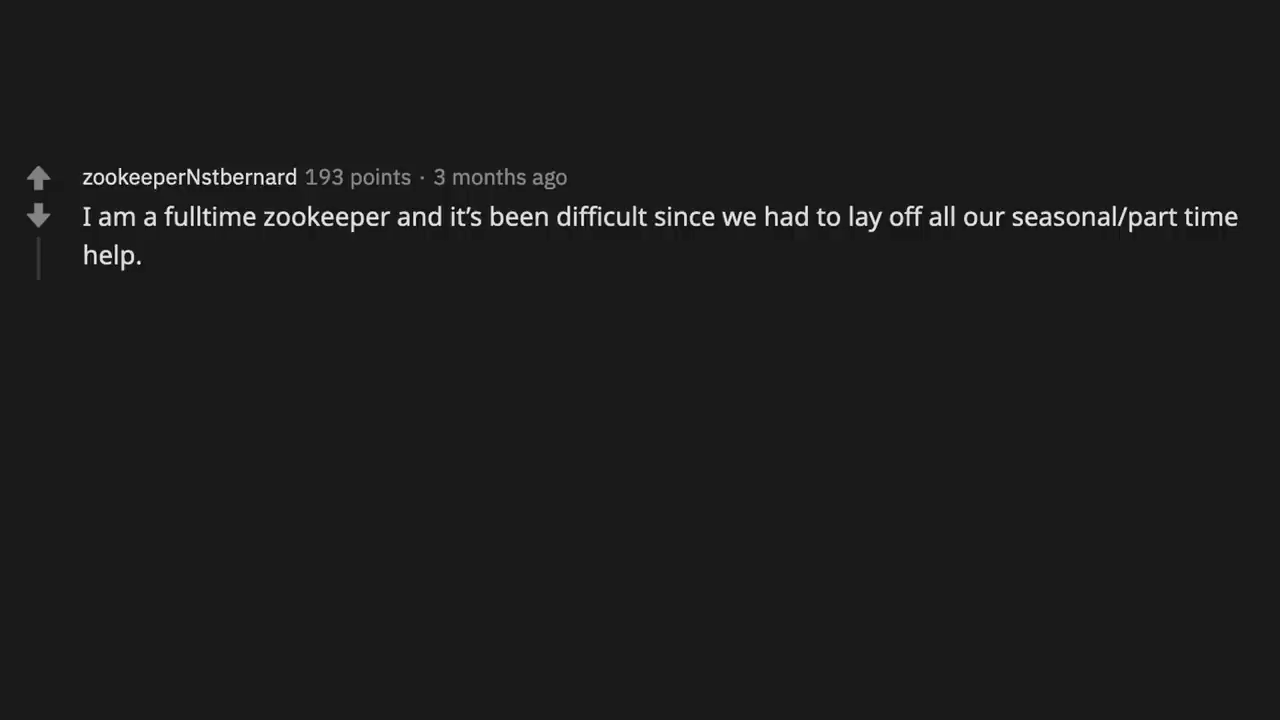 zookeeperNstbernard 193 points · 3 months ago
I am a fulltime zookeeper and it’s been difficult since we had to lay off all our seasonal/part time
help.